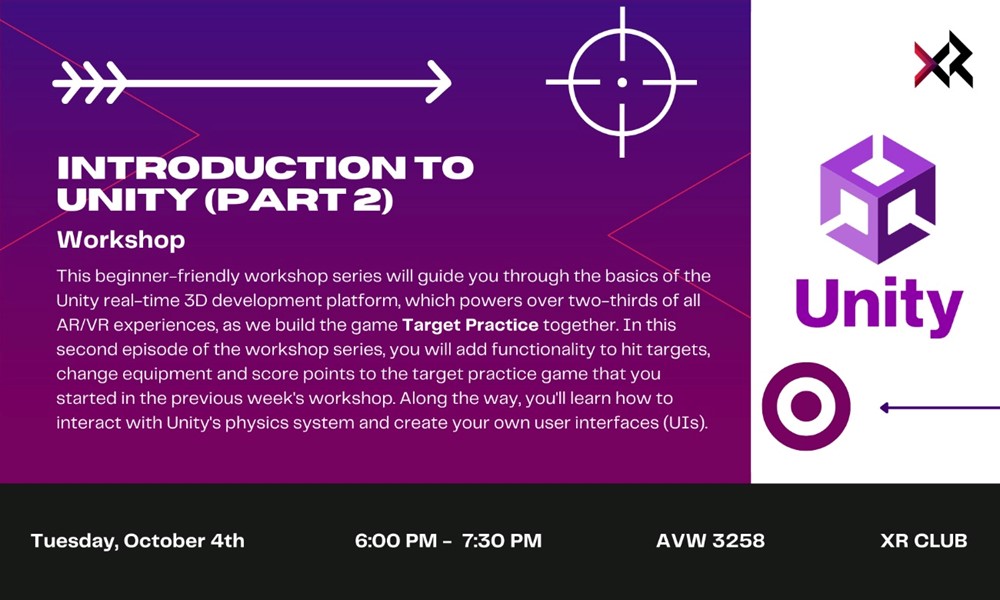 XR
INTRODUCTION TO
UNITY (PART 2)
Workshop
This beginner-friendly workshop series will guide you through the basics of the
Unity real-time 3D development platform, which powers over two-thirds of all
AR/VR experiences, as we build the game Target Practice together. In this
second episode of the workshop series, you will add functionality to hit targets,
change equipment and score points to the target practice game that you
started in the previous week's workshop. Along the way, you'll learn how to
interact with Unity's physics system and create your own user interfaces (UIs).
Unity
Tuesday, October 4th
6:00 PM - 7:30 PM
AVW 3258
XR CLUB